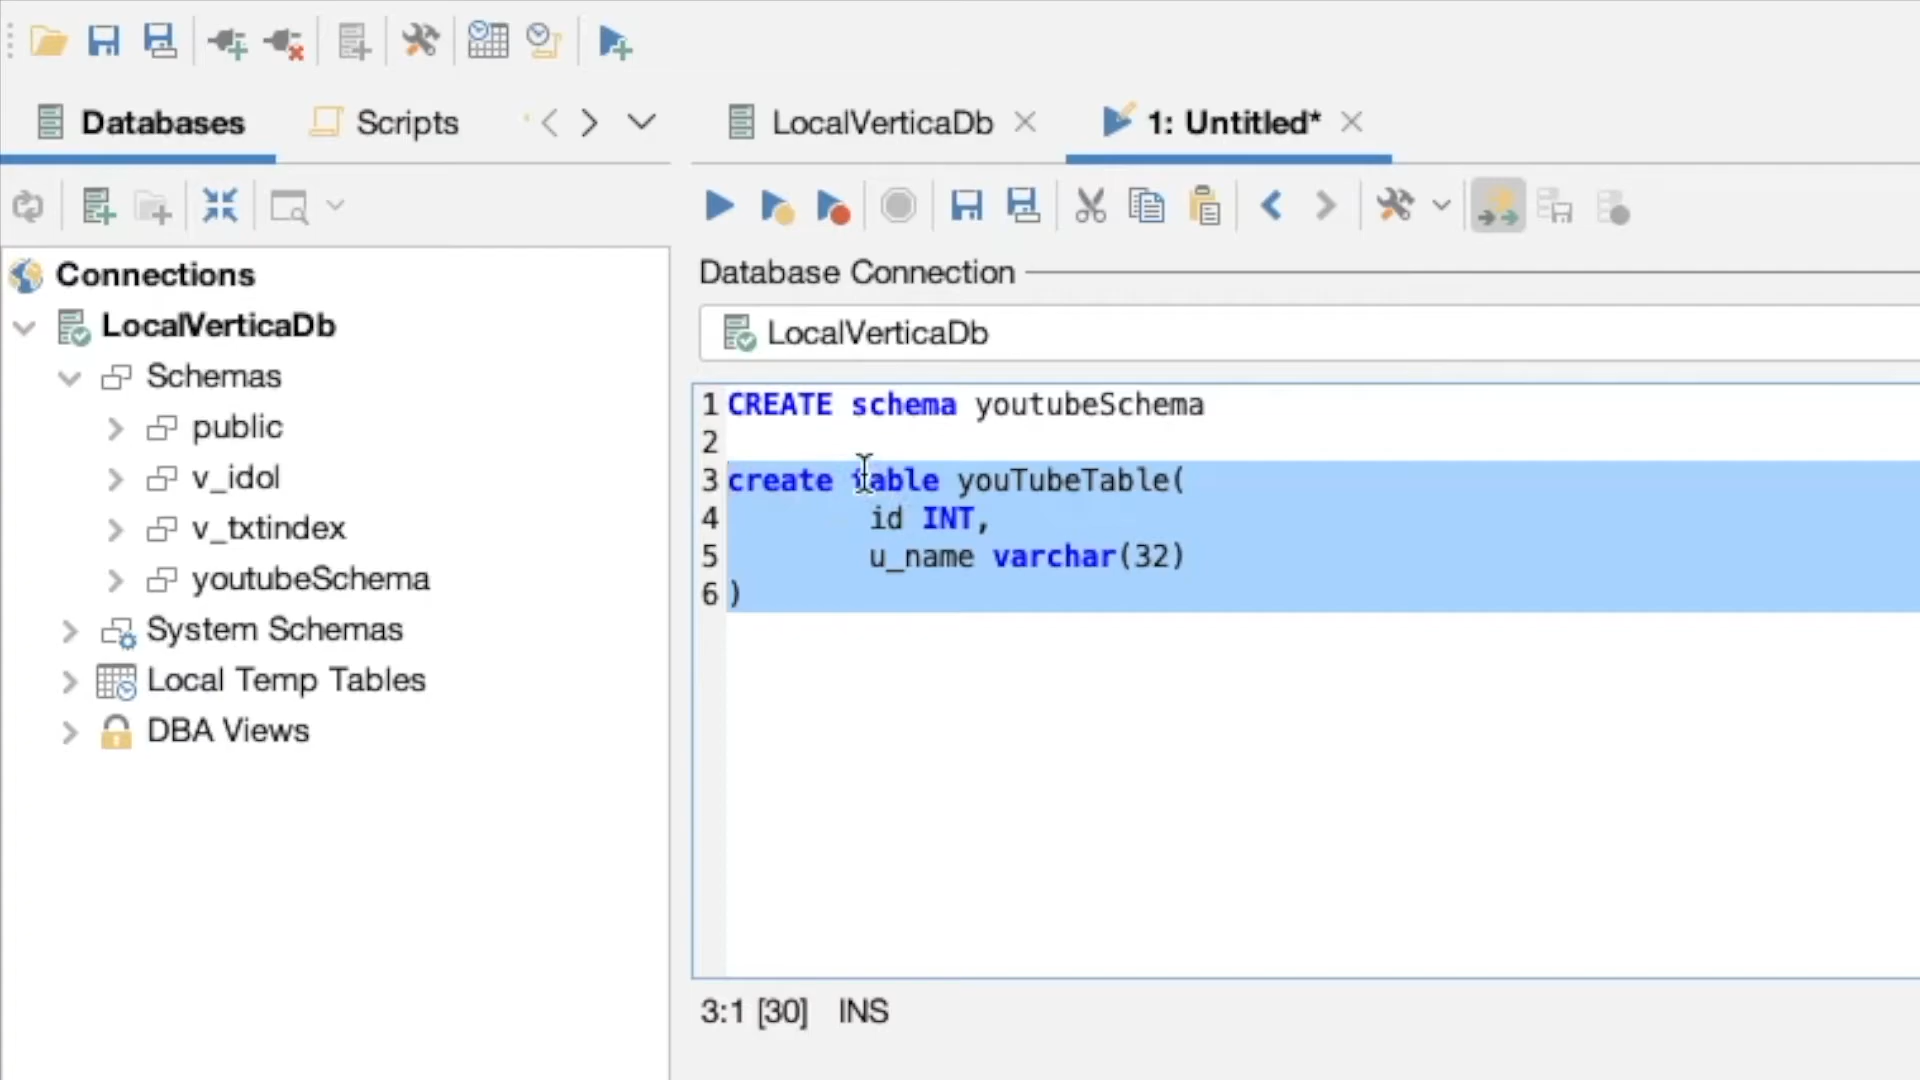 Databases
Scripts
LocalVerticaDb
1: Untitled*
Connections
LocalVerticaDb
Schemas
public
v_idol
v_txtindex
youtubeSchema
System Schemas
Local Temp Tables
DBA Views
Database Connection
LocalVerticaDb
1 CREATE schema youtubeSchema
2
3 create table youTubeTable(
4 id INT,
5 u_name varchar(32)
6 )
3:1 [30] INS